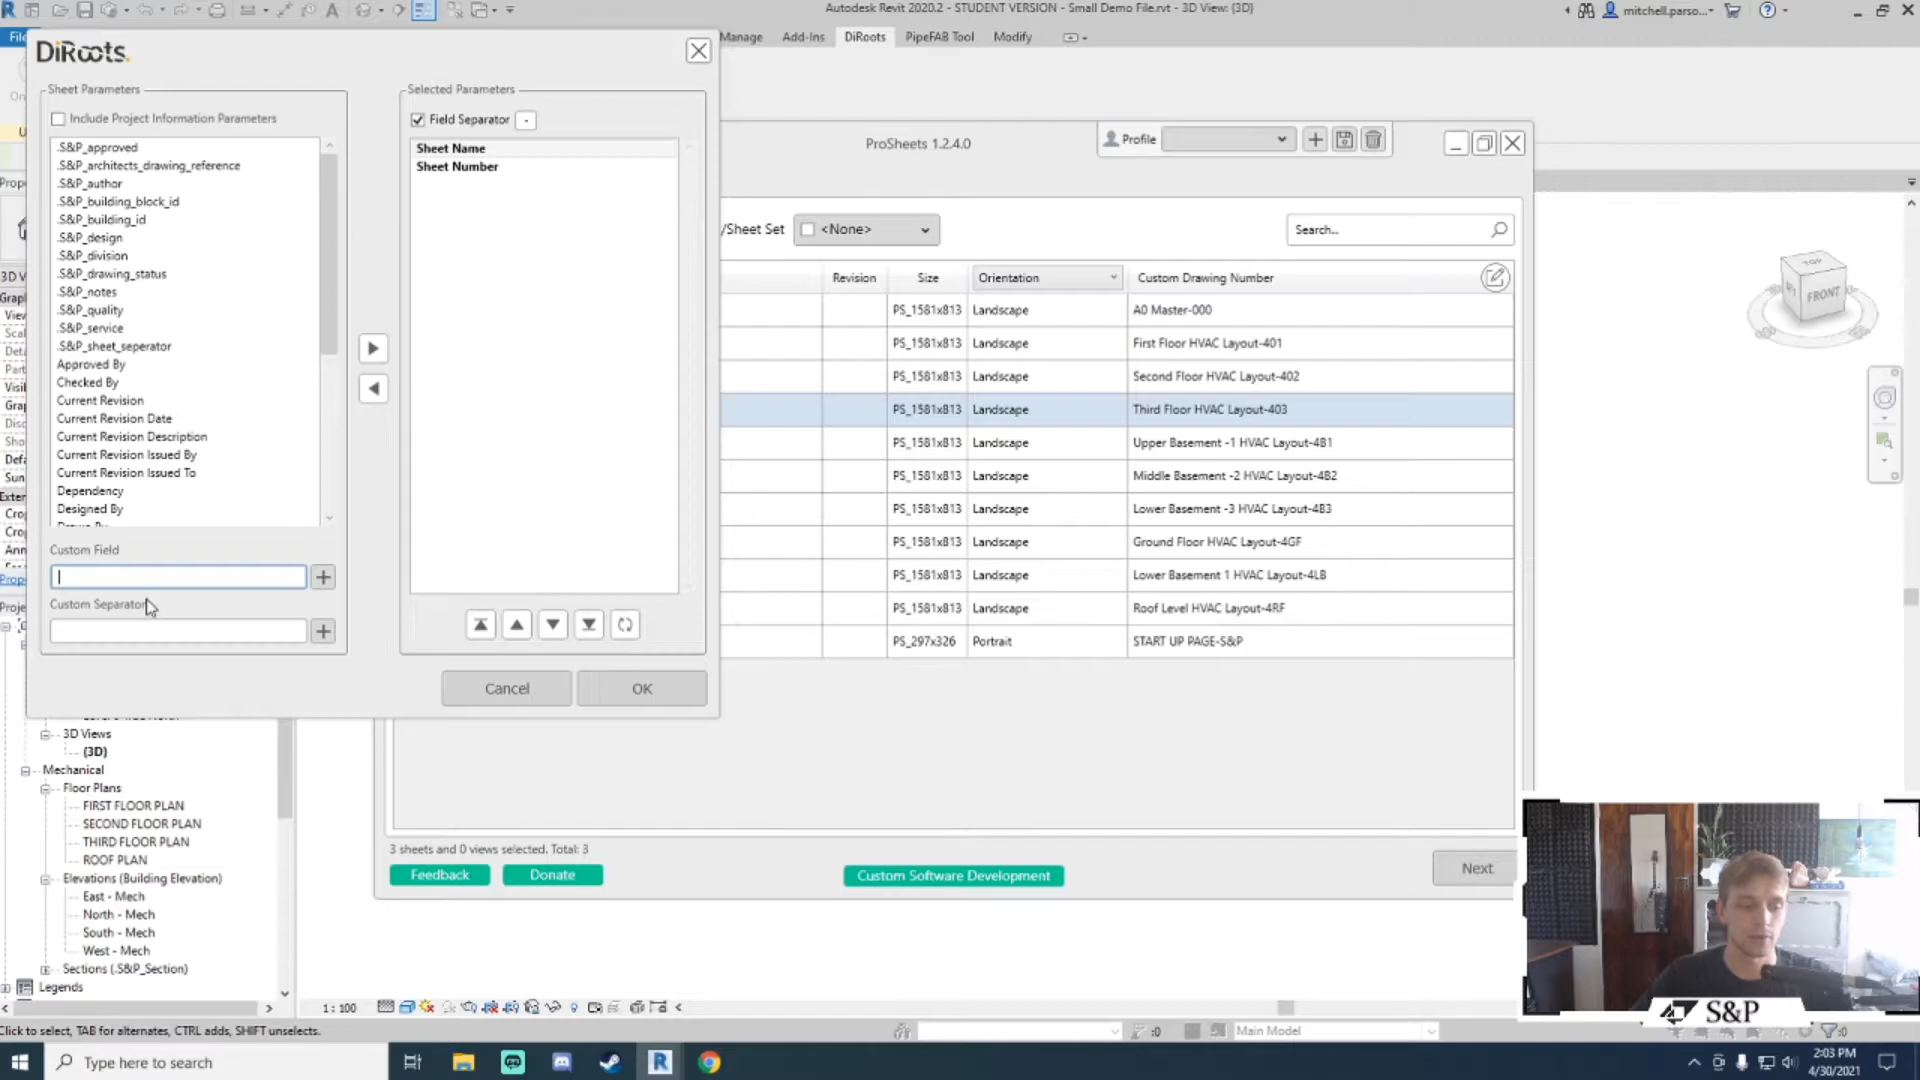 Autodesk Revit 2020.2 - STUDENT VERSION - Small Demo File.rvt - 3D View: {3D}
mitchell.parso...
Manage Add-Ins DiRoots PipeFAB Tool Modify
DiRoots.
Sheet Parameters
Include Project Information Parameters
.S&P_approved
.S&P_architects_drawing_reference
.S&P_author
.S&P_building_block_id
.S&P_building_id
.S&P_design
.S&P_division
.S&P_drawing_status
.S&P_notes
.S&P_quality
.S&P_service
.S&P_sheet_seperator
Approved By
Checked By
Current Revision
Current Revision Date
Current Revision Description
Current Revision Issued By
Current Revision Issued To
Dependency
Designed By
Custom Field
Custom Separator
Selected Parameters
Field Separator -
Sheet Name
Sheet Number
Cancel OK
ProSheets 1.2.4.0
Profile
/Sheet Set <None>
Search...
Revision Size Orientation Custom Drawing Number
PS_1581x813 Landscape A0 Master-000
PS_1581x813 Landscape First Floor HVAC Layout-401
PS_1581x813 Landscape Second Floor HVAC Layout-402
PS_1581x813 Landscape Third Floor HVAC Layout-403
PS_1581x813 Landscape Upper Basement -1 HVAC Layout-4B1
PS_1581x813 Landscape Middle Basement -2 HVAC Layout-4B2
PS_1581x813 Landscape Lower Basement -3 HVAC Layout-4B3
PS_1581x813 Landscape Ground Floor HVAC Layout-4GF
PS_1581x813 Landscape Lower Basement 1 HVAC Layout-4LB
PS_1581x813 Landscape Roof Level HVAC Layout-4RF
PS_297x326 Portrait START UP PAGE-S&P
3 sheets and 0 views selected. Total: 3
Feedback Donate Custom Software Development Next
TOP
FRONT
3D Views
{3D}
Mechanical
Floor Plans
FIRST FLOOR PLAN
SECOND FLOOR PLAN
THIRD FLOOR PLAN
ROOF PLAN
Elevations (Building Elevation)
East - Mech
North - Mech
South - Mech
West - Mech
Sections (.S&P_Section)
Legends
1 : 100
Click to select, TAB for alternates, CTRL adds, SHIFT unselects.
:0
Main Model
:0
S&P
Type here to search
2:03 PM
4/30/2021